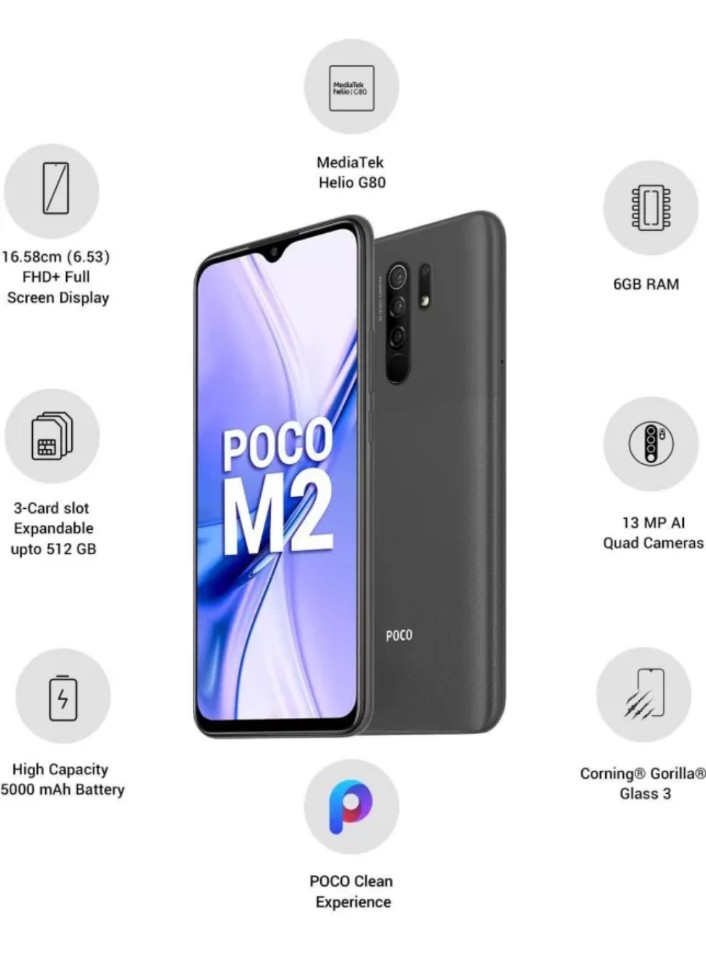 MediaTek
helio | G80
MediaTek
Helio G80
16.58cm (6.53)
FHD+ Full
Screen Display
6GB RAM
POCO
M2
3-Card slot
Expandable
upto 512 GB
13 MP AI
Quad Cameras
POCO
High Capacity
5000 mAh Battery
Corning® Gorilla®
Glass 3
POCO Clean
Experience